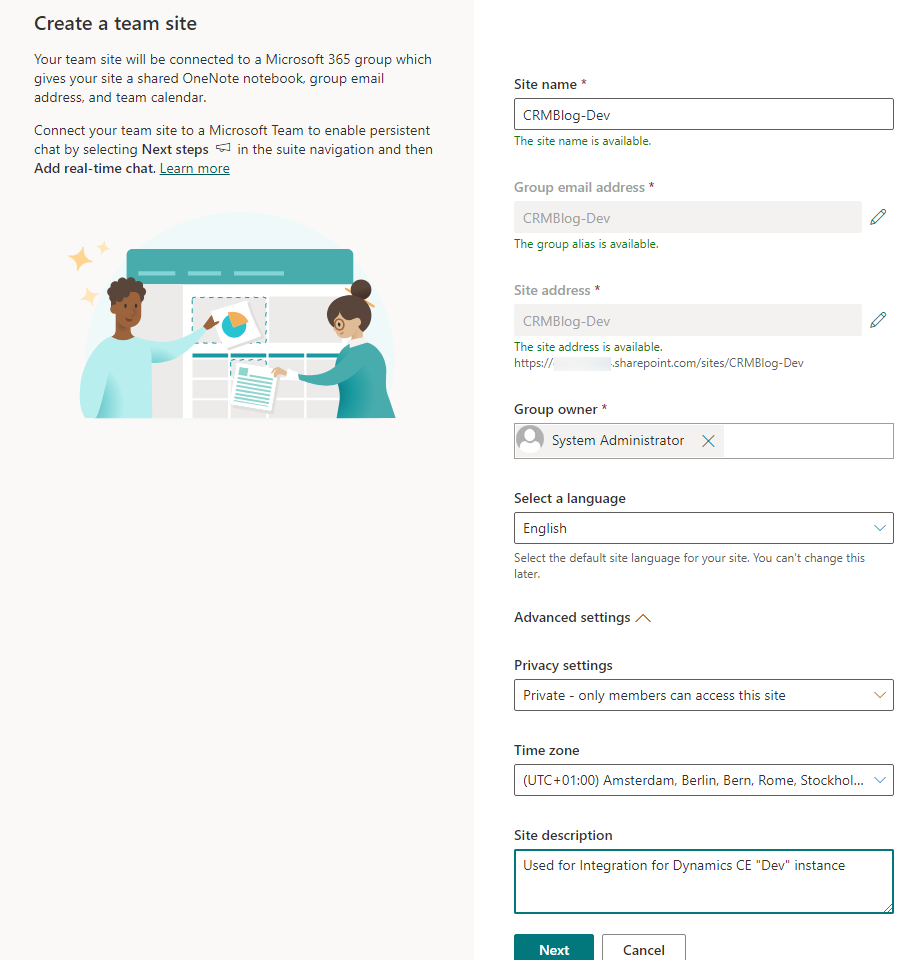 Create a team site
Your team site will be connected to a Microsoft 365 group which
gives your site a shared OneNote notebook, group email
address, and team calendar.
Connect your team site to a Microsoft Team to enable persistent
chat by selecting Next steps in the suite navigation and then
Add real-time chat. Learn more
Site name *
CRMBlog-Dev
The site name is available.
Group email address *
CRMBlog-Dev
The group alias is available.
Site address *
CRMBlog-Dev
The site address is available.
https:// .sharepoint.com/sites/CRMBlog-Dev
Group owner *
System Administrator
Select a language
English
Select the default site language for your site. You can't change this
later.
Advanced settings
Privacy settings
Private - only members can access this site
Time zone
(UTC+01:00) Amsterdam, Berlin, Bern, Rome, Stockhol...
Site description
Used for Integration for Dynamics CE "Dev" instance
Next Cancel